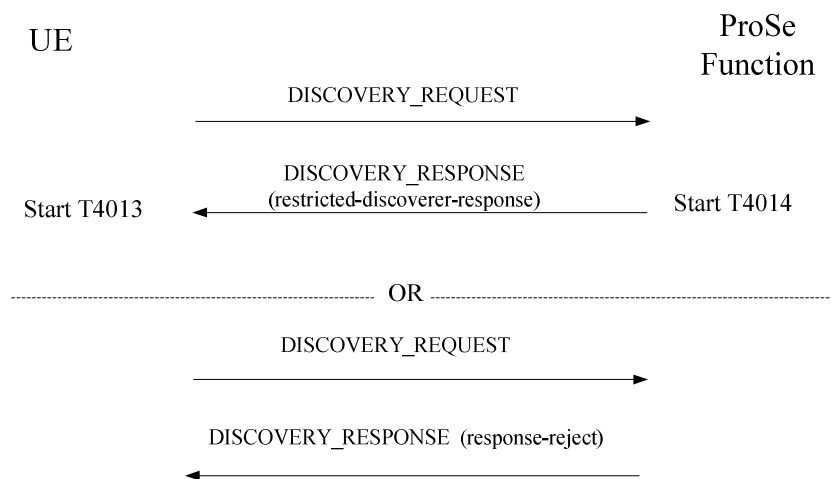 UE
ProSe
Function
DISCOVERY_REQUEST
DISCOVERY_RESPONSE
(restricted-discoverer-response)
Start T4013
Start T4014
OR
DISCOVERY_REQUEST
DISCOVERY_RESPONSE (response-reject)